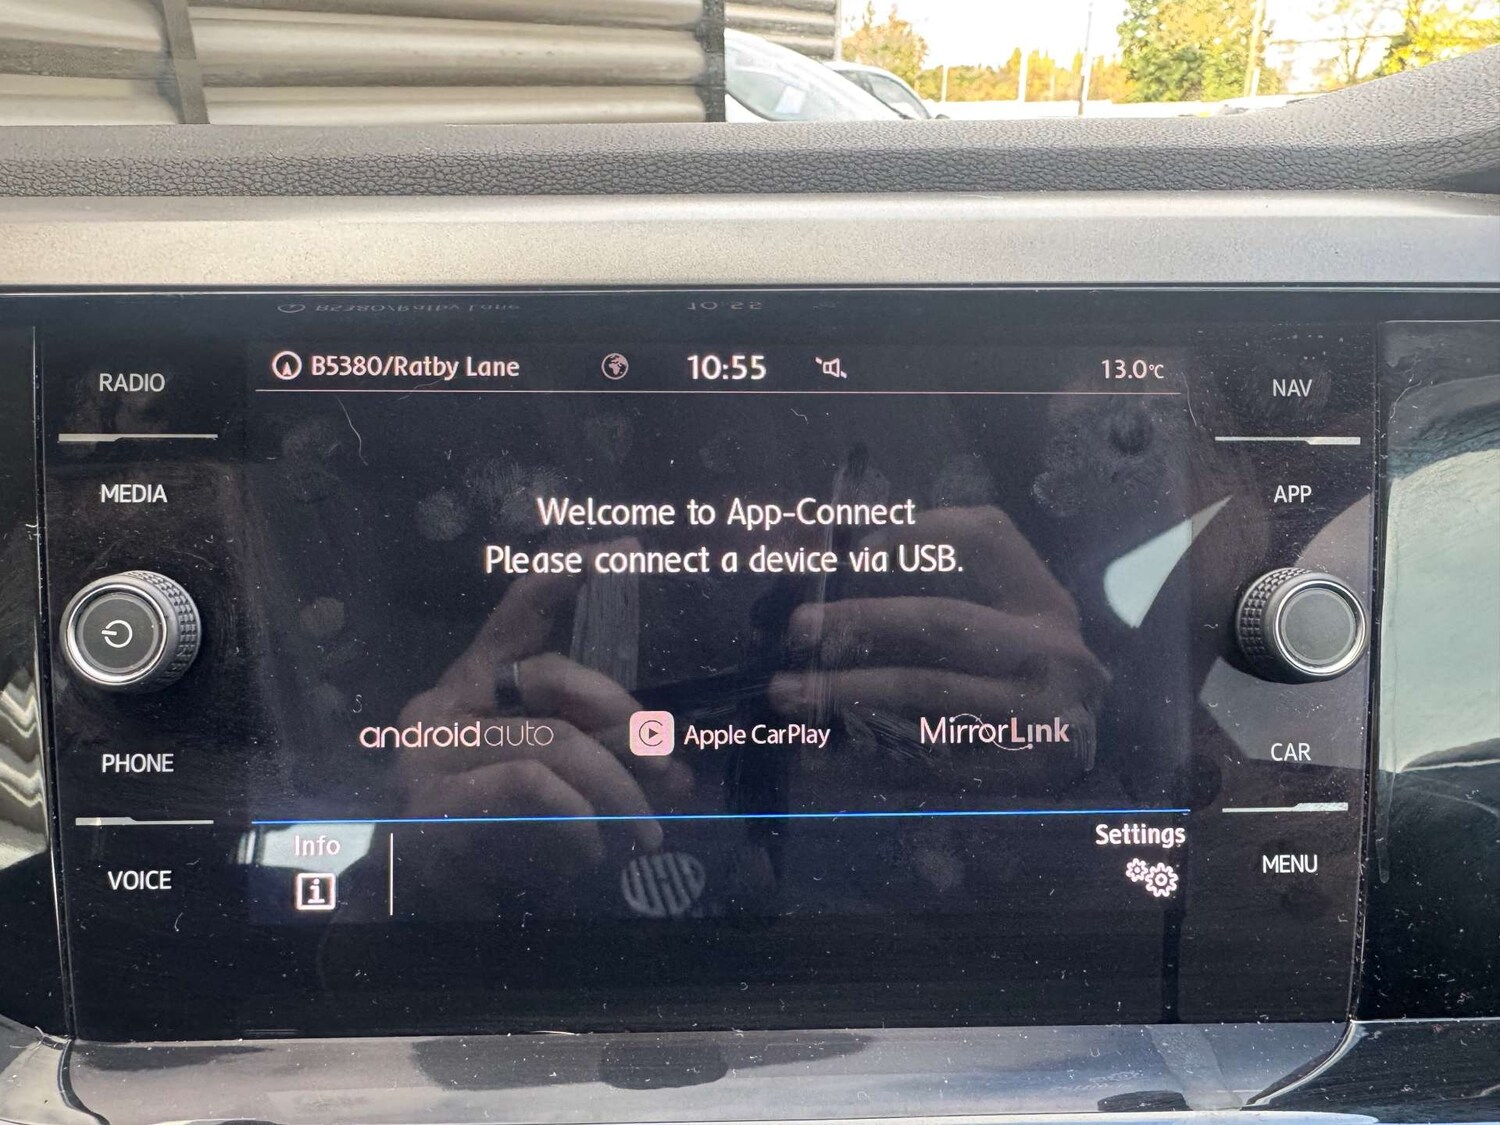 B5380/Ratby Lane
10:55
13.0°C
RADIO
MEDIA
PHONE
VOICE
Welcome to App-Connect
Please connect a device via USB.
androidauto
Apple CarPlay
MirrorLink
Info
i
Settings
NAV
APP
CAR
MENU